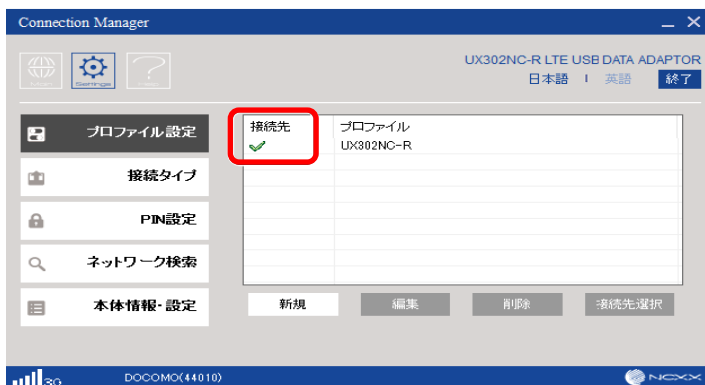 Connection Manager
UX302NC-R LTE USB DATA ADAPTOR
日本語 | 英語 終了
Settings
プロファイル設定
接続タイプ
PIN設定
ネットワーク検索
本体情報・設定
接続先 プロファイル
UX302NC-R
新規 編集 削除 接続先選択
3G DOCOMO(44010)
NCXX